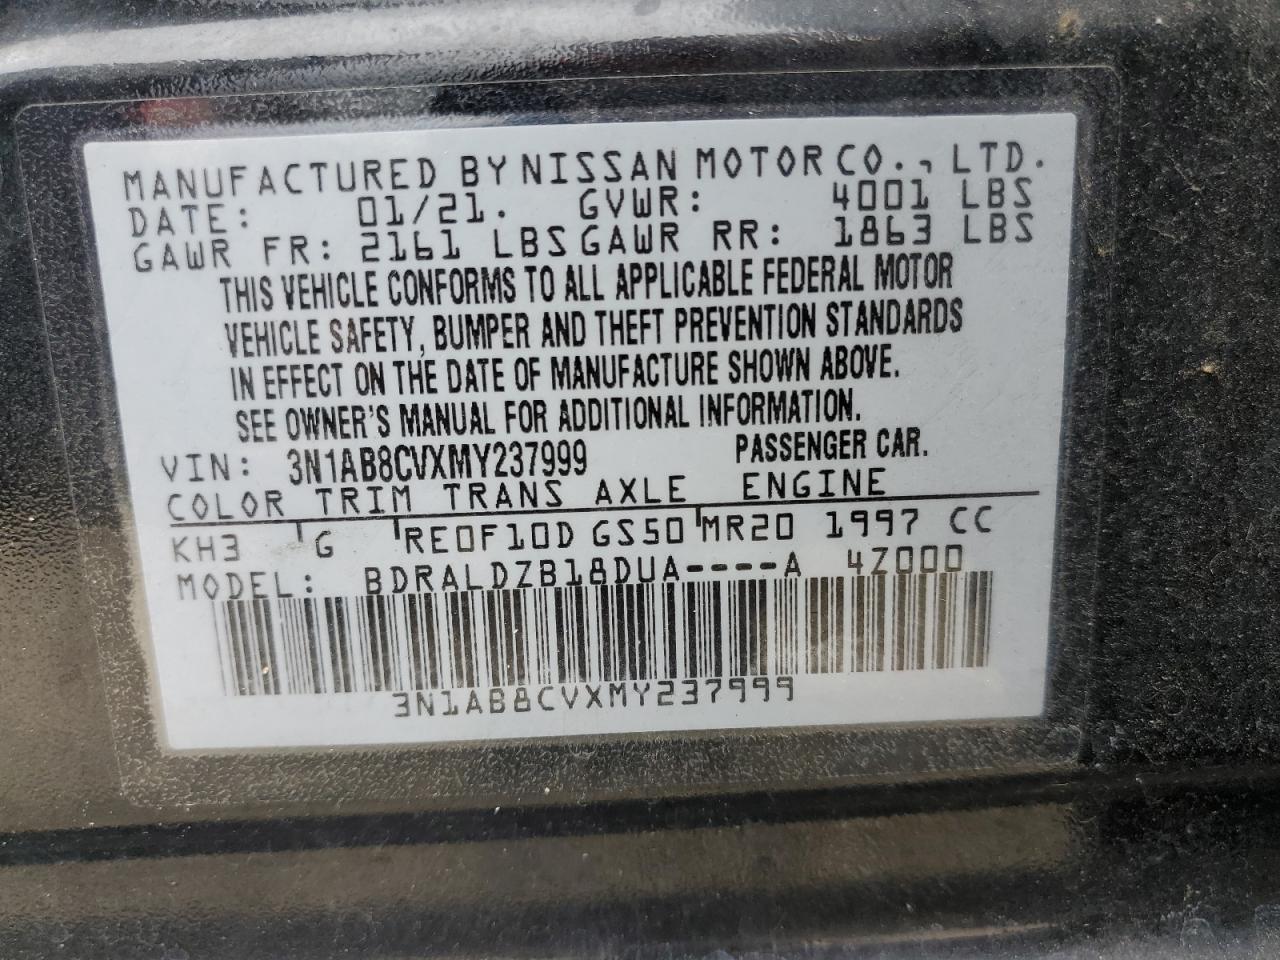 MANUFACTURED BY NISSAN MOTOR CO., LTD.
DATE: 01/21. GVWR: 4001 LBS
GAWR FR: 2161 LBS GAWR RR: 1863 LBS
THIS VEHICLE CONFORMS TO ALL APPLICABLE FEDERAL MOTOR
VEHICLE SAFETY, BUMPER AND THEFT PREVENTION STANDARDS
IN EFFECT ON THE DATE OF MANUFACTURE SHOWN ABOVE.
SEE OWNER'S MANUAL FOR ADDITIONAL INFORMATION.
VIN: 3N1AB8CVXMY237999 PASSENGER CAR.
COLOR TRIM TRANS AXLE ENGINE
KH3 G RE0F10D GS50 MR20 1997 CC
MODEL: BDRALDZB18DUA----A 4Z000
3N1AB8CVXMY237999